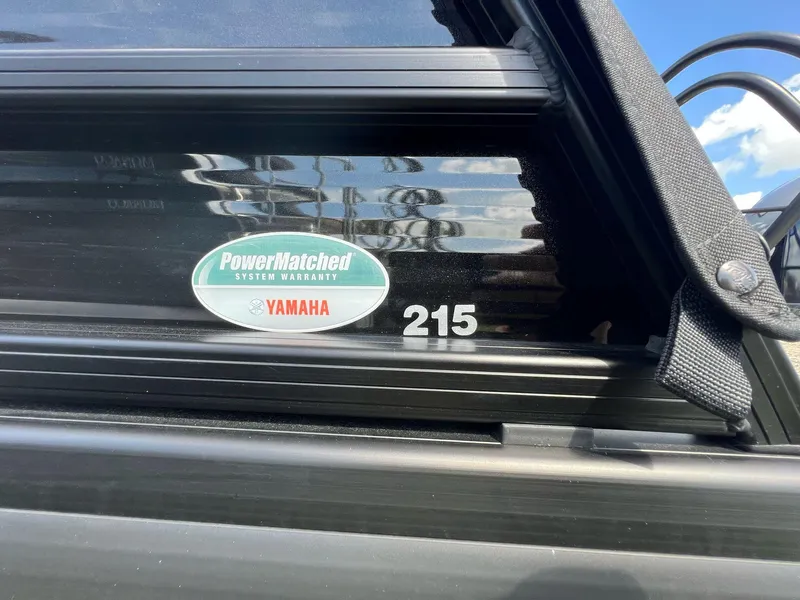 PowerMatched®
SYSTEM WARRANTY
YAMAHA
215